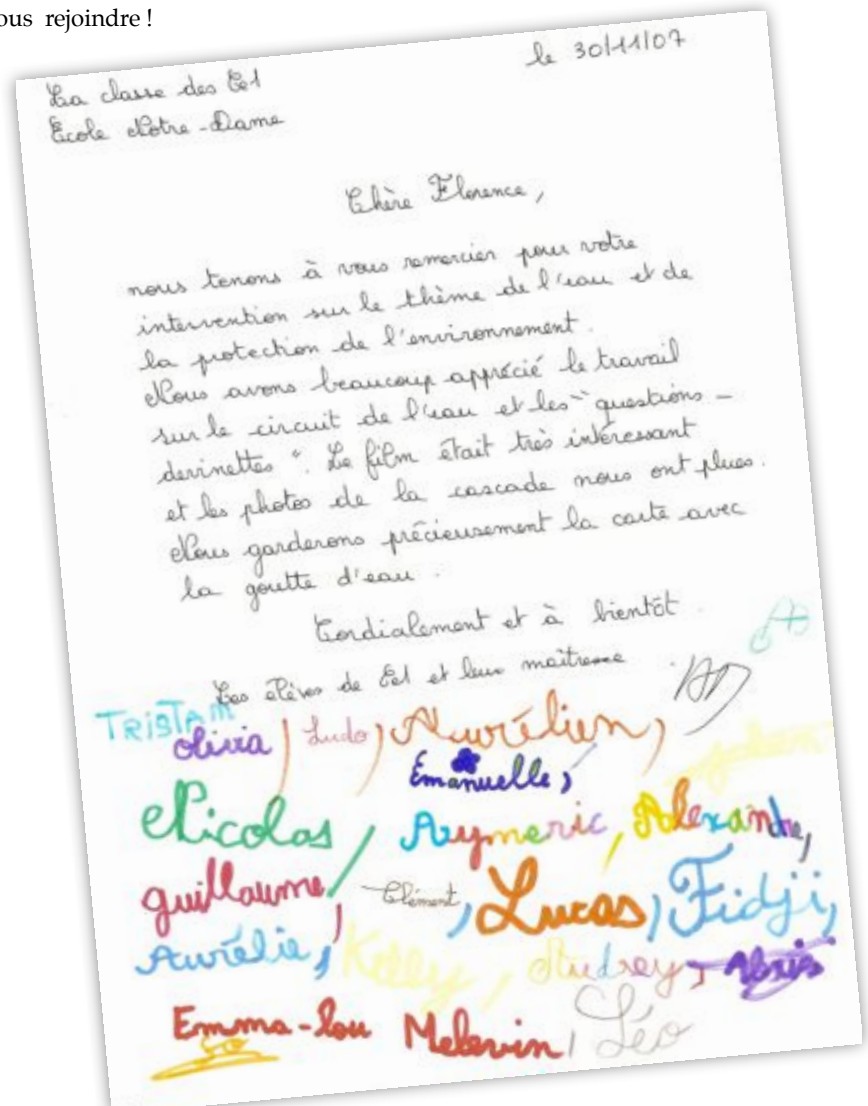 ous rejoindre !
La classe des CE1
le 30/11/07
École Notre-Dame
Chère Florence,
nous tenons à vous remercier pour votre
intervention sur le thème de l'eau et de
la protection de l'environnement.
Nous avons beaucoup apprécié le travail
sur le circuit de l'eau et les "questions-
devinettes". Le film était très intéressant
et les photos de la cascade nous ont plues.
Nous garderons précieusement la carte avec
la goutte d'eau.
Cordialement et à bientôt.
Les élèves de CE1 et leur maîtresse
TRISTAM
Olivia, Ludo, Aurélien,
Emanuelle,
Nicolas, Aymeric, Alexandre,
guillaume, Clément, Lucas, Fidji,
Aurélie, Kelly, Audrey,
Emma-lou Melervin, Léo